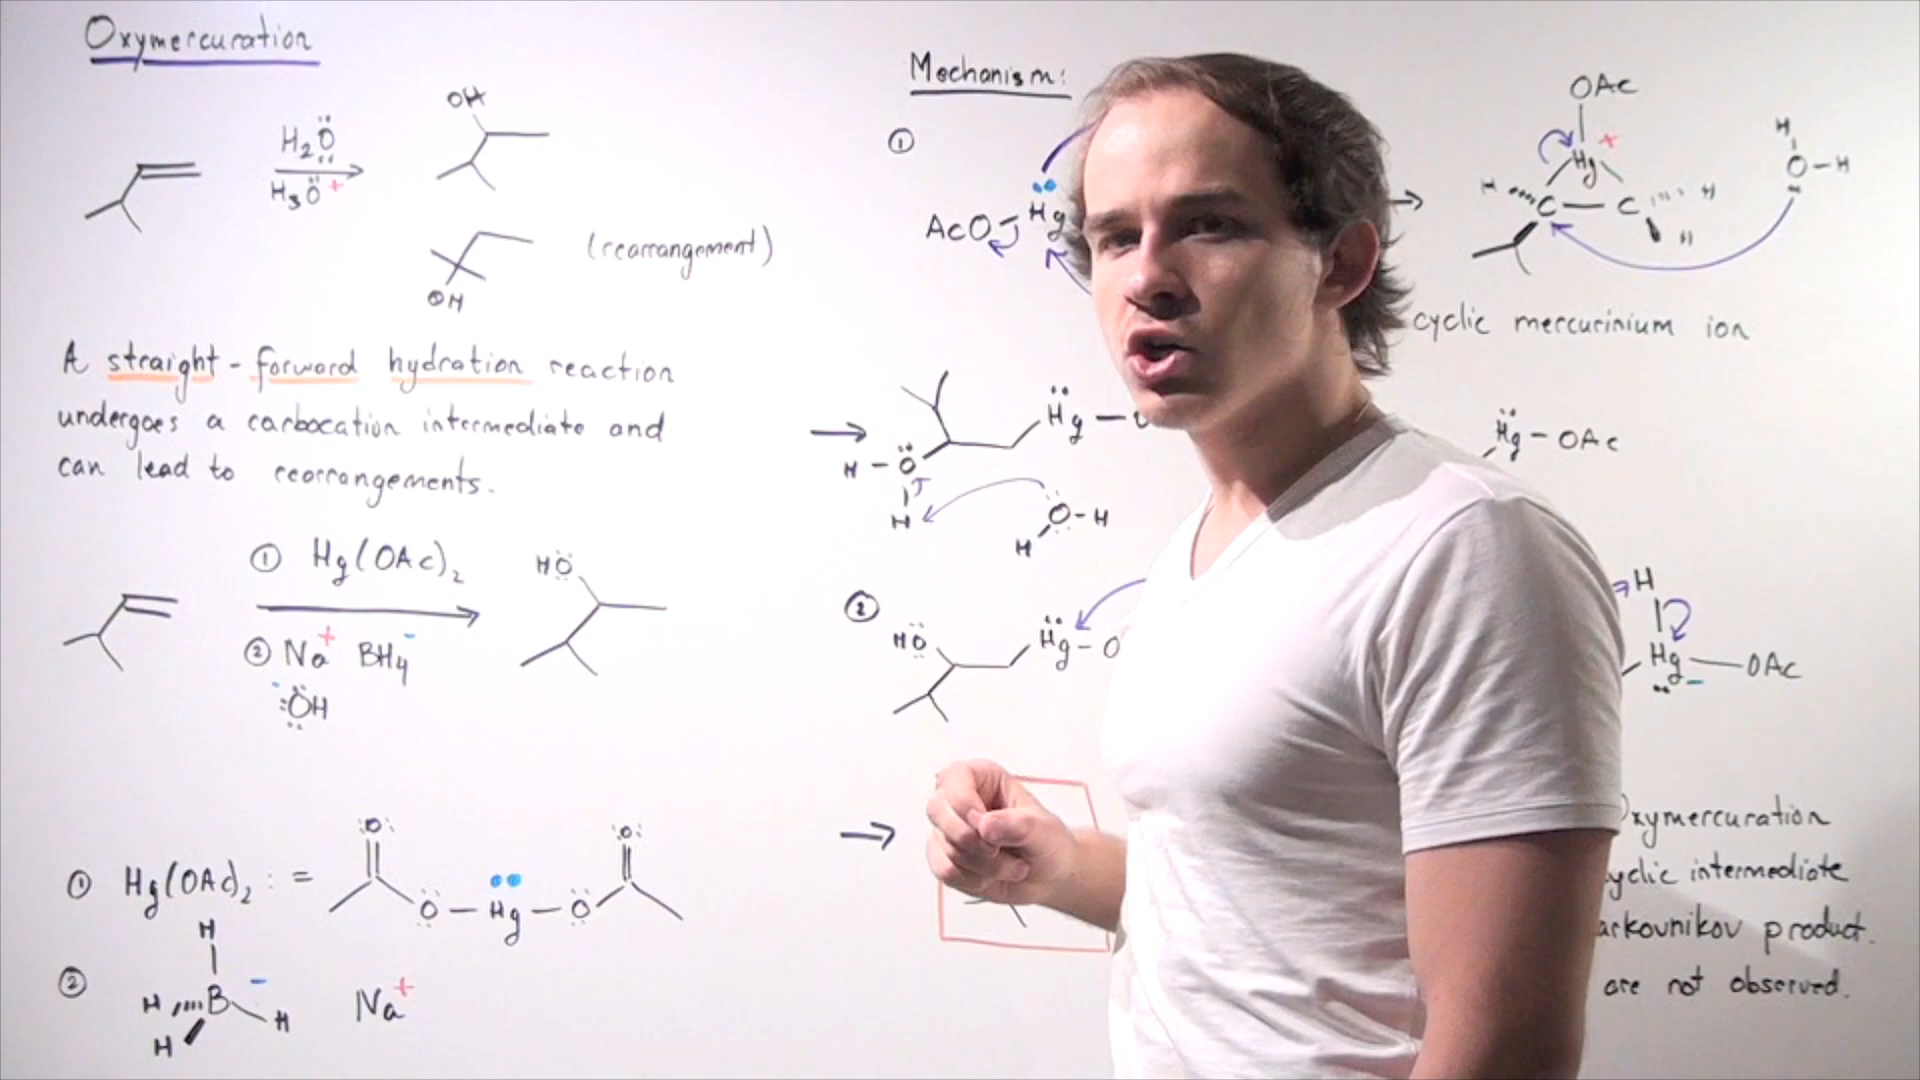 Oxymercuration
H2O
H3O+
OH
OH
(rearrangement)
A straight-forward hydration reaction
undergoes a carbocation intermediate and
can lead to rearrangements.
① Hg(OAc)2
② Na+ BH4-
-:OH
HO
① Hg(OAc)2 : =
O
O — Hg — O
O
②
H
H B - H
H
Na+
Mechanism:
①
AcO Hg
OAc
Hg +
H C — C H
H
H
O - H
cyclic mercurinium ion
Hg —
H - O
H
O - H
H
Hg - OAc
②
HO
Hg - O
H
Hg — OAc
-
xymercuration
yclic intermediate
arkovnikov product.
are not observed.